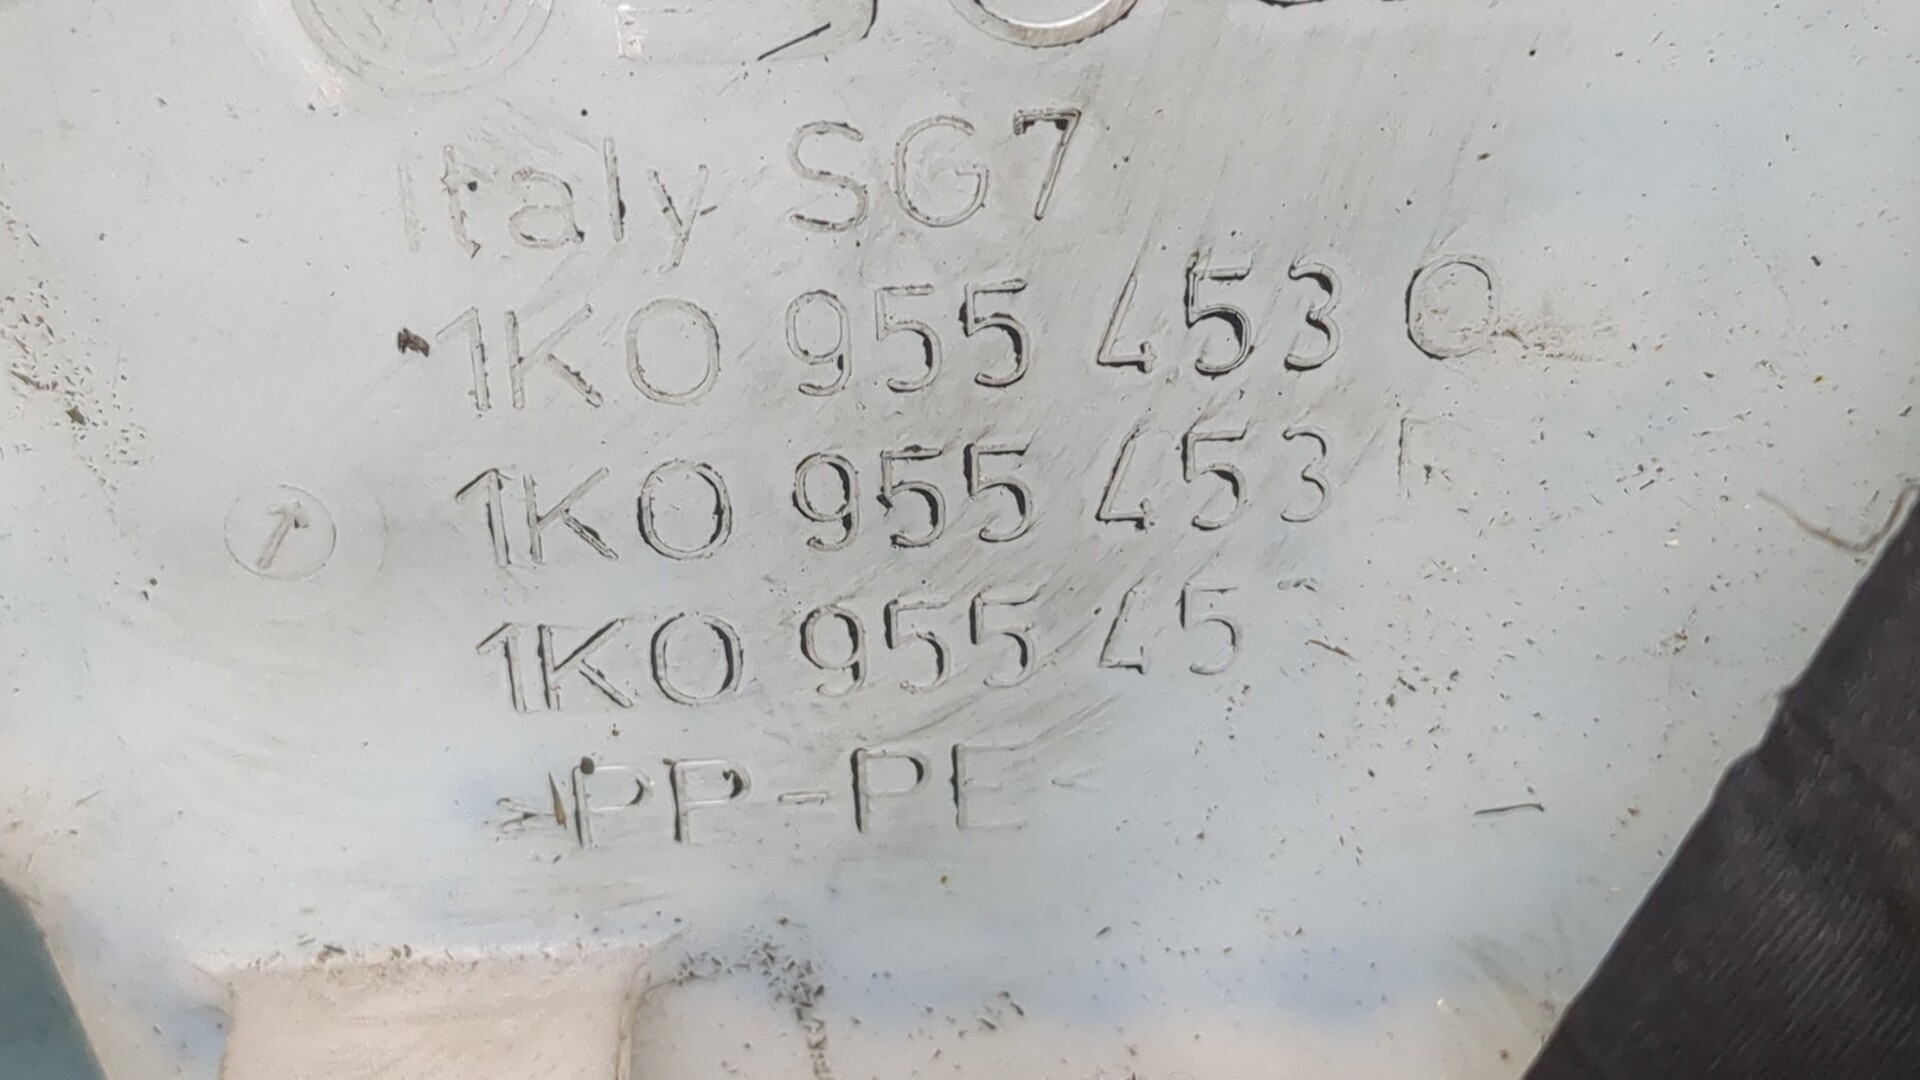 Italy SG7
1K0 955 453 Q
1K0 955 453 R
1K0 955 45
>PP-PE<